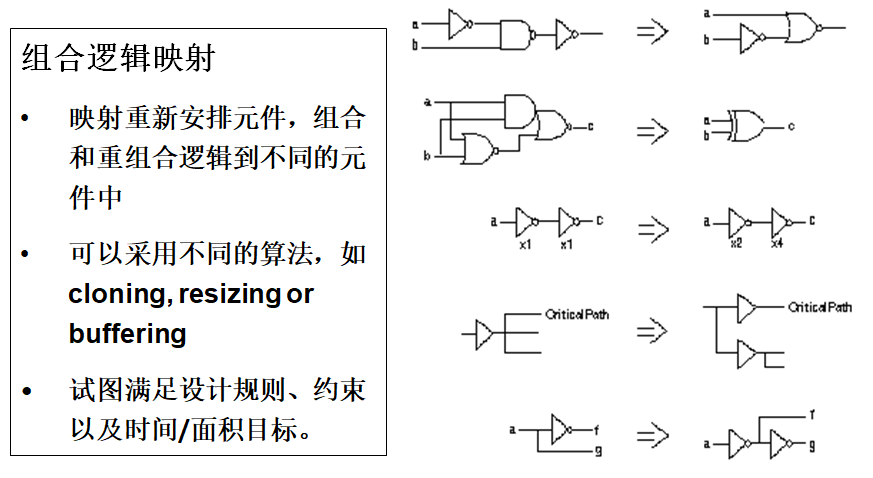 组合逻辑映射
• 映射重新安排元件，组合
和重组合逻辑到不同的元
件中
• 可以采用不同的算法，如
cloning, resizing or
buffering
• 试图满足设计规则、约束
以及时间/面积目标。
a
b
a
b
a
b
c
a
b
c
a
c
x1
x1
a
c
x2
x4
Critical Path
Critical Path
a
f
g
a
f
g